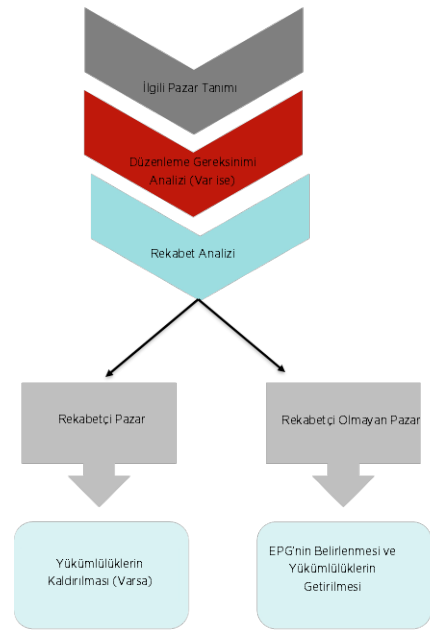 İlgili Pazar Tanımı
Düzenleme Gereksinimi
Analizi (Var ise)
Rekabet Analizi
Rekabetçi Pazar
Rekabetçi Olmayan Pazar
Yükümlülüklerin
Kaldırılması (Varsa)
EPG'nin Belirlenmesi ve
Yükümlülüklerin
Getirilmesi